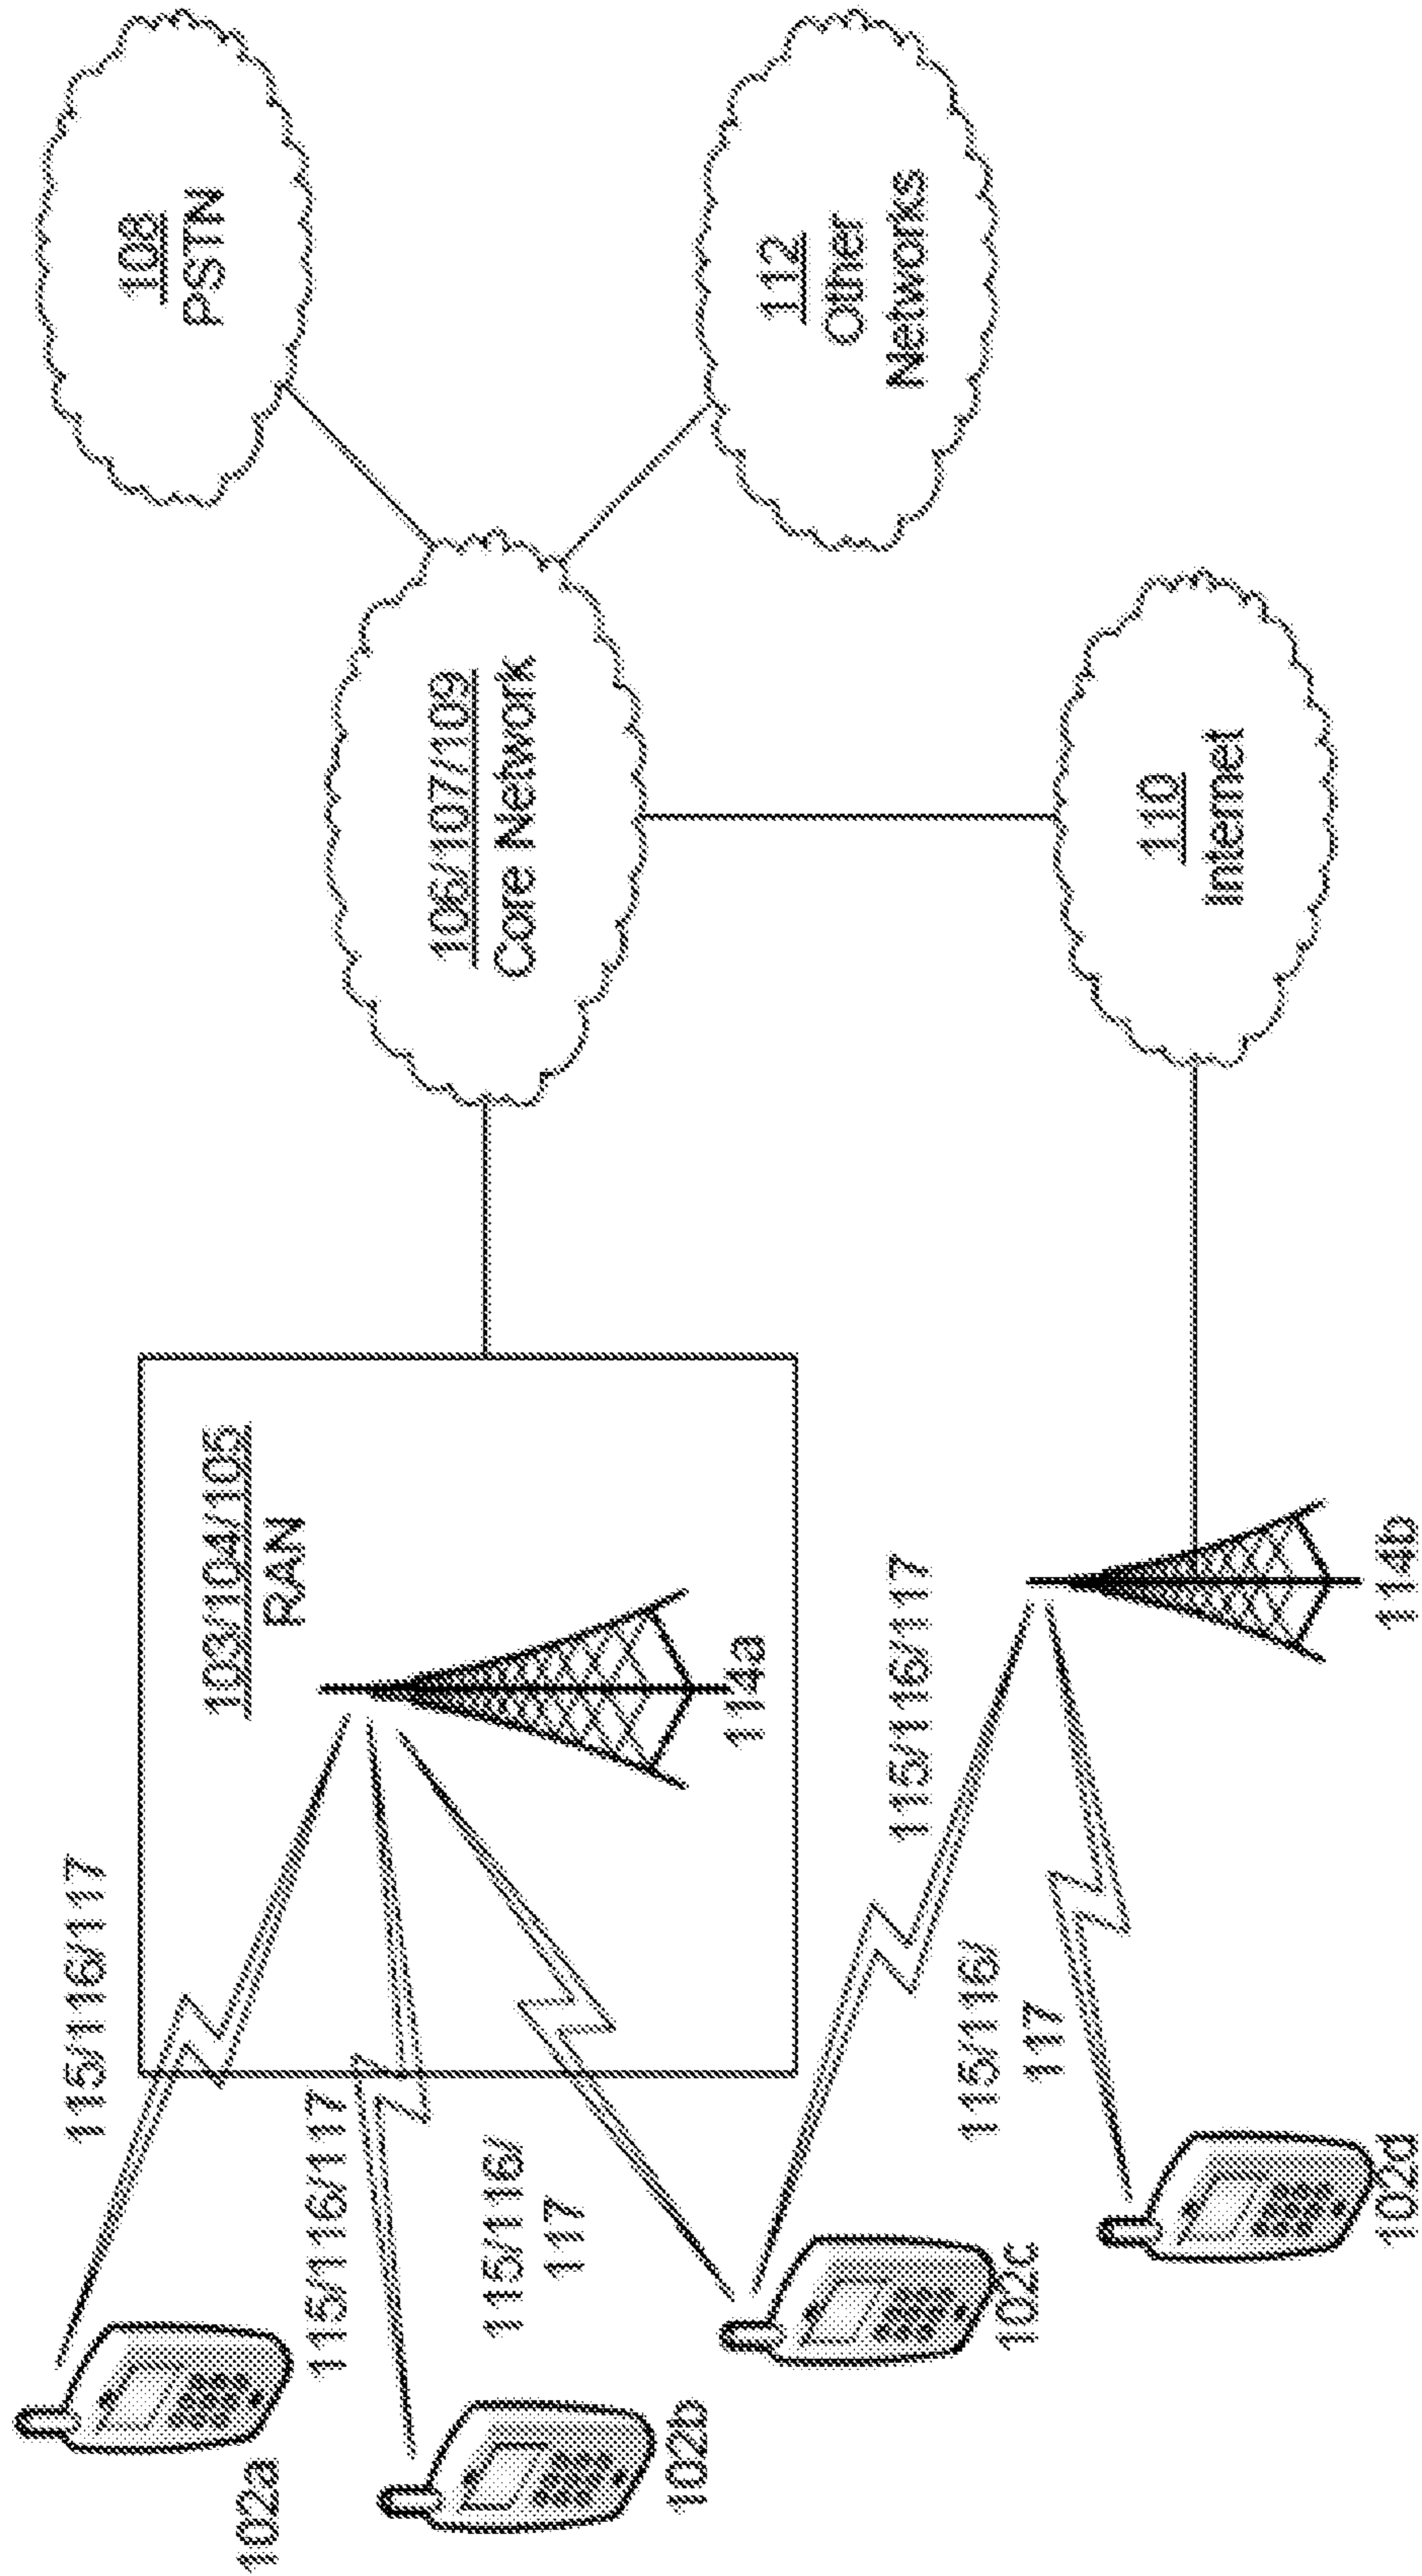 108
PSTN
106/107/109
Core Network
112
Other
Networks
110
Internet
103/104/105
RAN
114a
114b
115/116/117
115/116/117
115/116/
117
115/116/117
115/116/
117
102a
102b
102c
102d